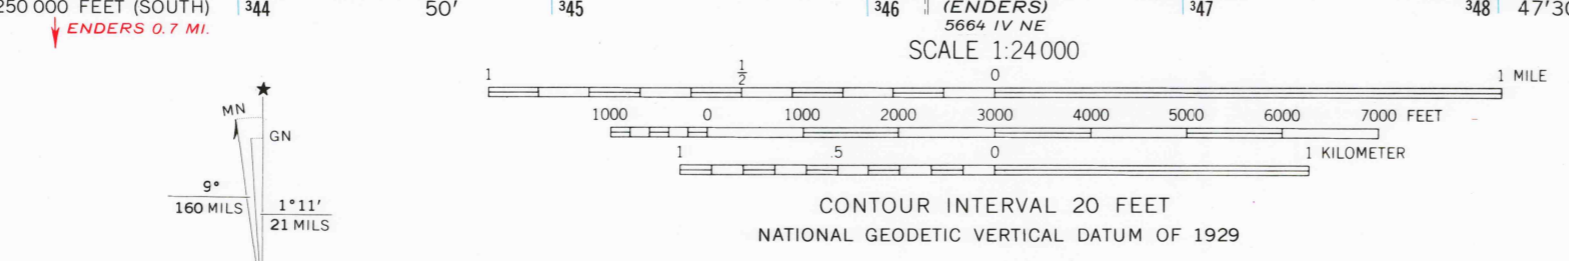 250 000 FEET (SOUTH) ³44 50' ³45 ³46 (ENDERS) ³47 ³48 47'30
ENDERS 0.7 MI.
5664 IV NE
SCALE 1:24 000
1 1/2 0 1 MILE
1000 0 1000 2000 3000 4000 5000 6000 7000 FEET
1 .5 0 1 KILOMETER
★
MN
GN
9°
160 MILS
1°11'
21 MILS
CONTOUR INTERVAL 20 FEET
NATIONAL GEODETIC VERTICAL DATUM OF 1929